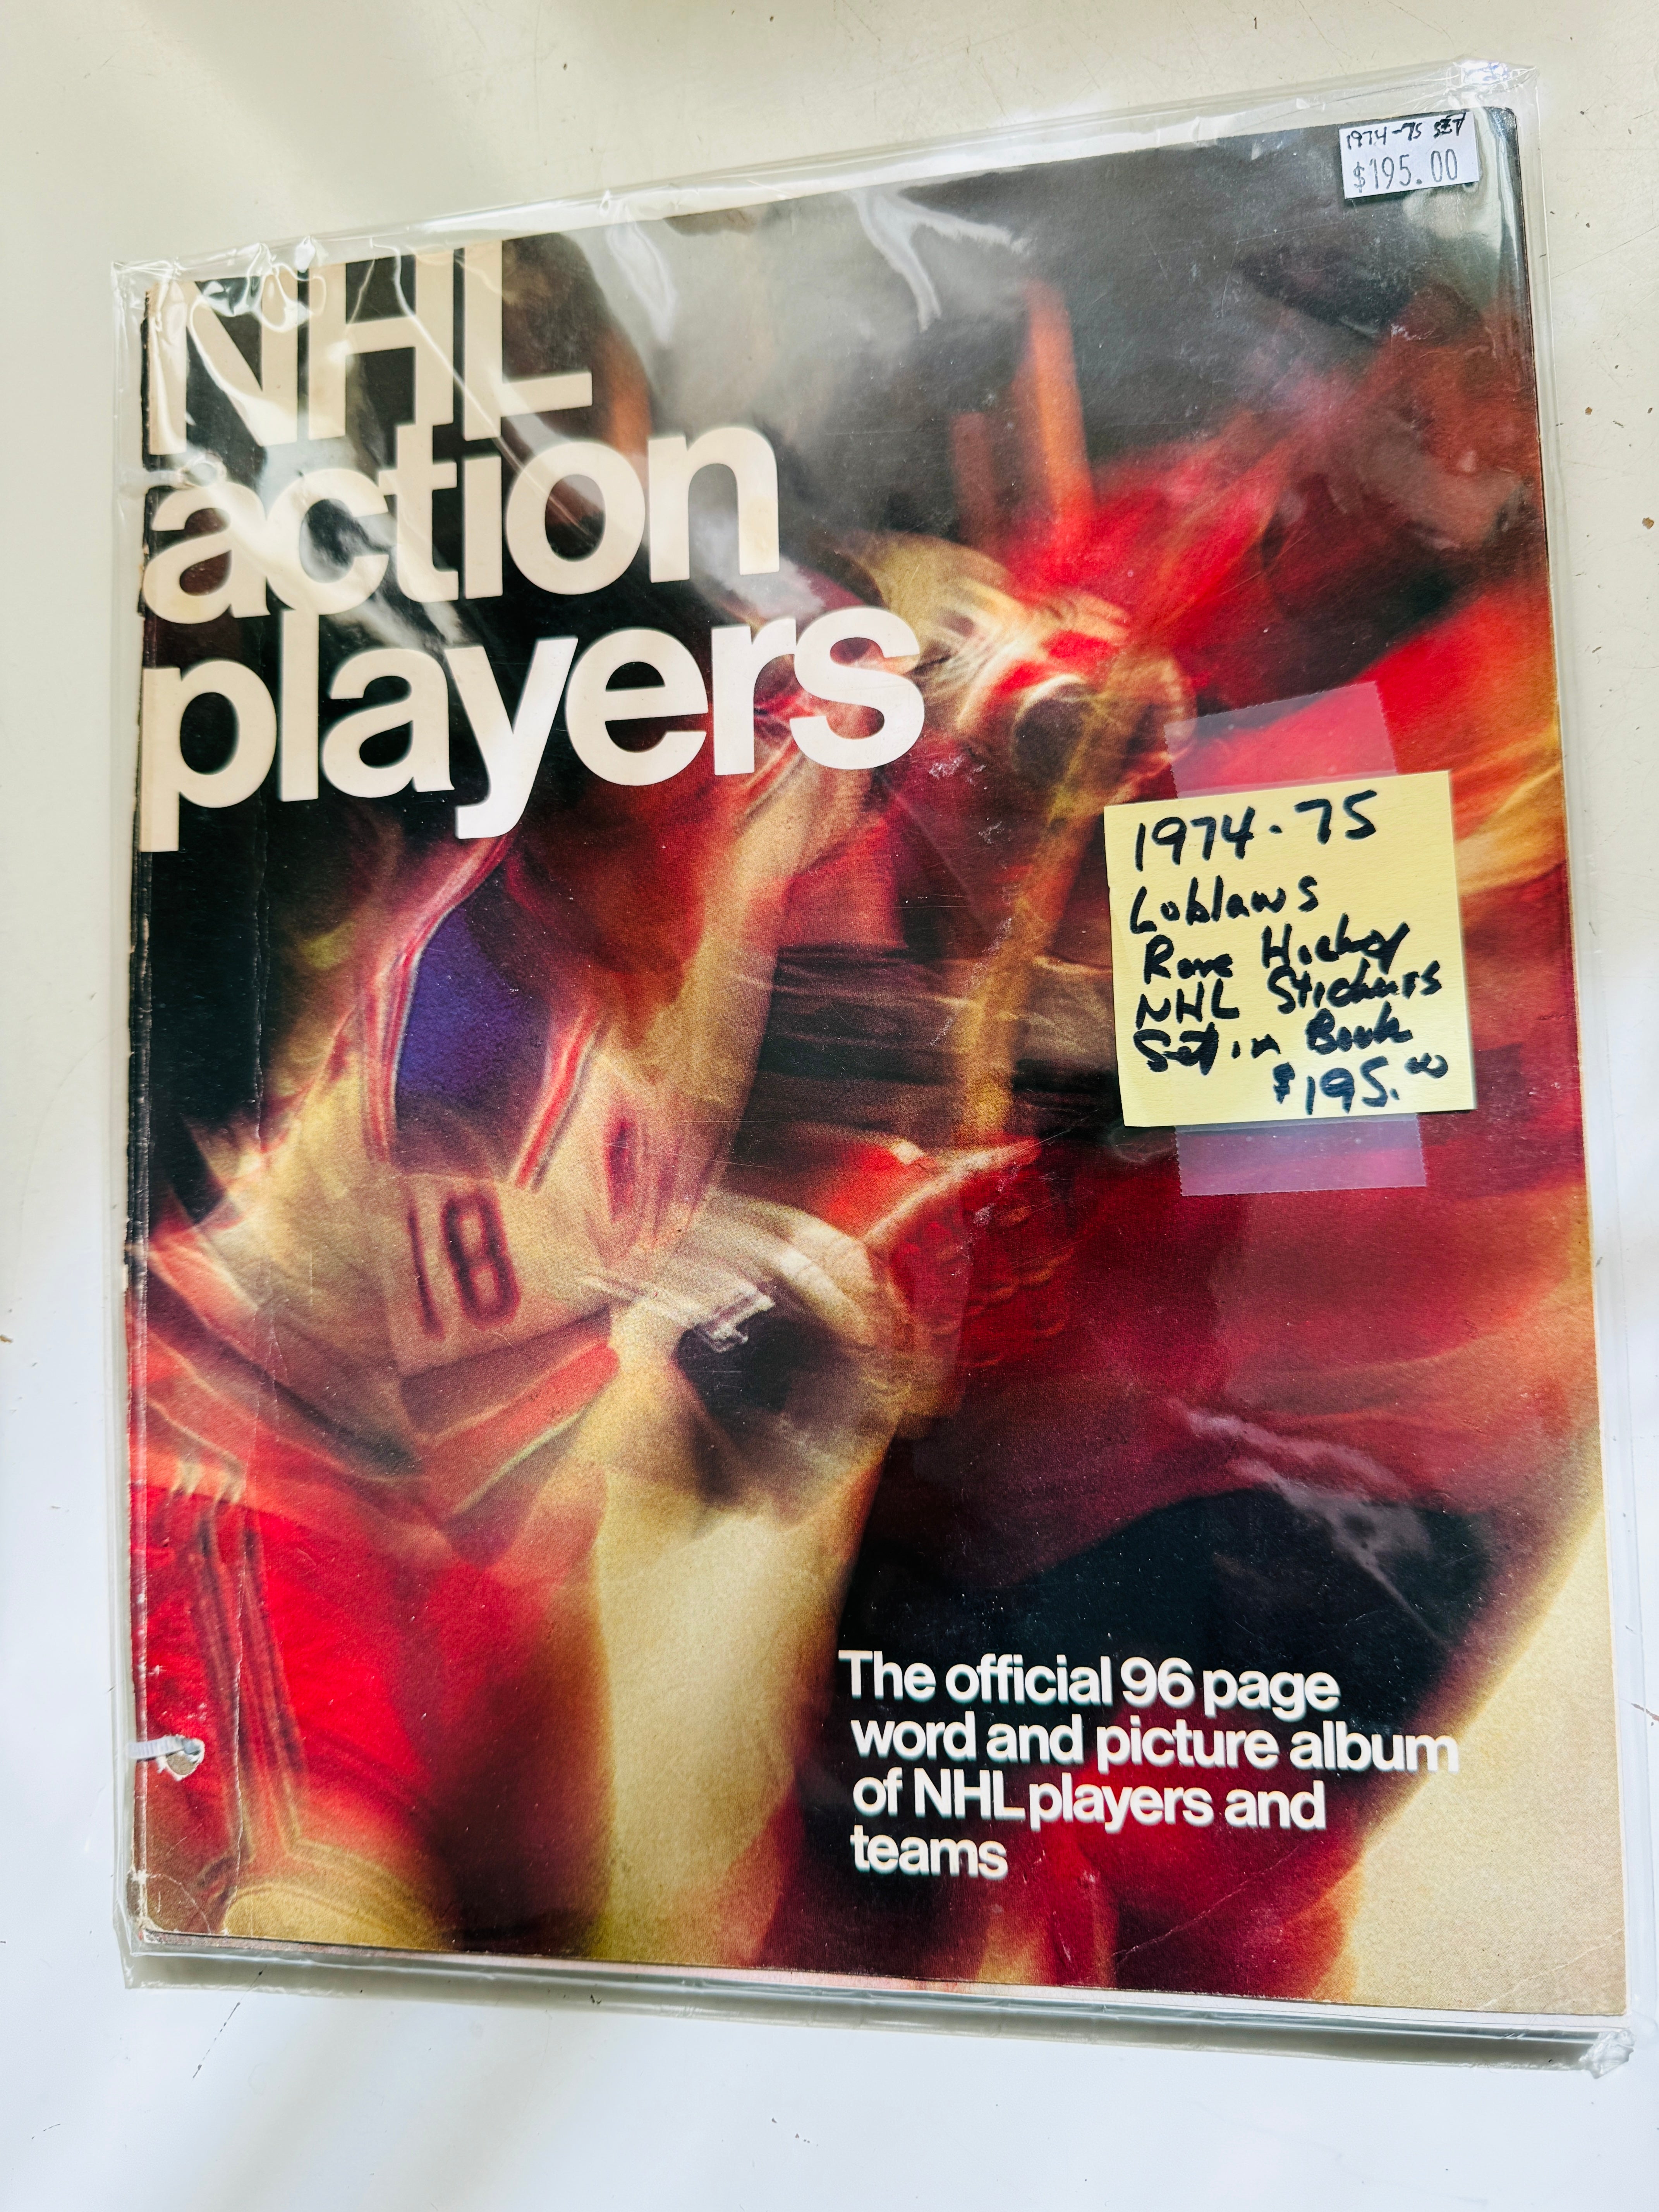 1974-75 SET
$195.00
NHL
action
players
1974-75
Loblaws
Rare Hockey
NHL Stickers
Set in Book
$195.00
18
The official 96 page
word and picture album
of NHL players and
teams